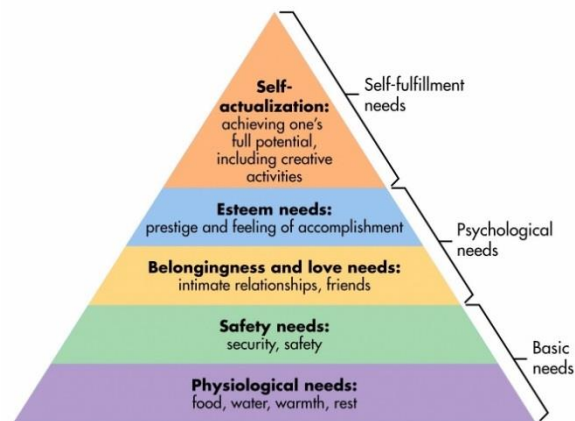 Self-
actualization:
achieving one's
full potential,
including creative
activities
Self-fulfillment
needs
Esteem needs:
prestige and feeling of accomplishment
Psychological
needs
Belongingness and love needs:
intimate relationships, friends
Safety needs:
security, safety
Basic
needs
Physiological needs:
food, water, warmth, rest